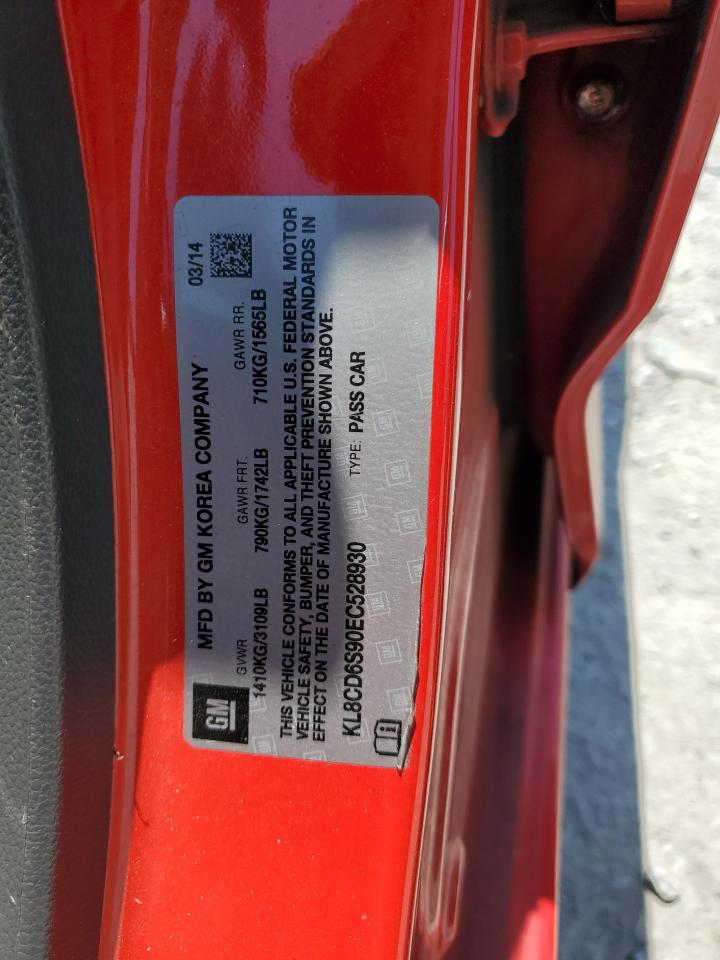 GM
MFD BY GM KOREA COMPANY 03/14
GVWR GAWR FRT. GAWR RR.
1410KG/3109LB 790KG/1742LB 710KG/1565LB
THIS VEHICLE CONFORMS TO ALL APPLICABLE U.S. FEDERAL MOTOR
VEHICLE SAFETY, BUMPER, AND THEFT PREVENTION STANDARDS IN
EFFECT ON THE DATE OF MANUFACTURE SHOWN ABOVE.
KL8CD6S90EC528930 TYPE: PASS CAR